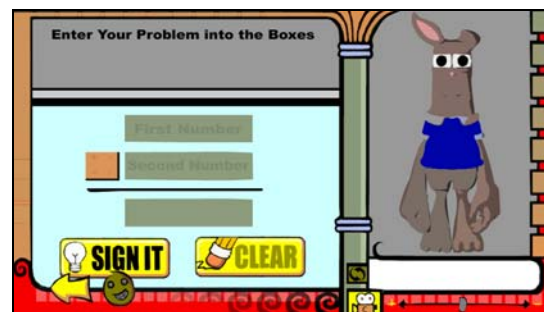 Enter Your Problem into the Boxes
First Number
Second Number
SIGN IT
CLEAR